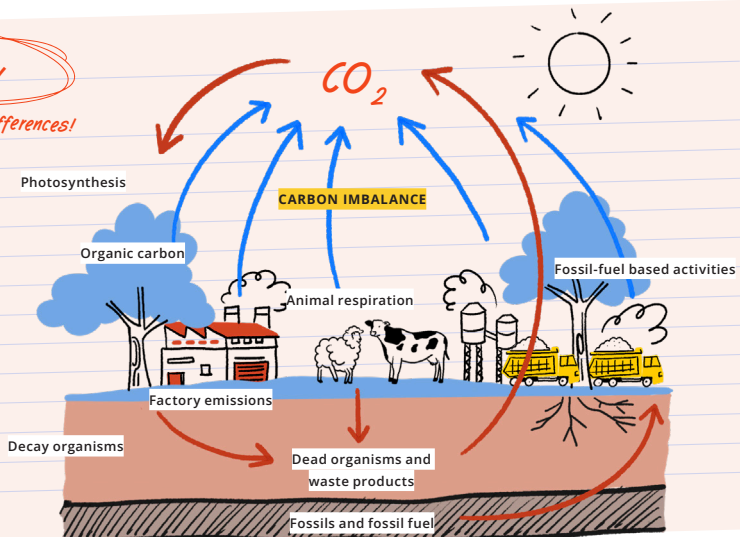 CO2
fferences!
Photosynthesis
CARBON IMBALANCE
Organic carbon
Fossil-fuel based activities
Animal respiration
Factory emissions
Decay organisms
Dead organisms and
waste products
Fossils and fossil fuel